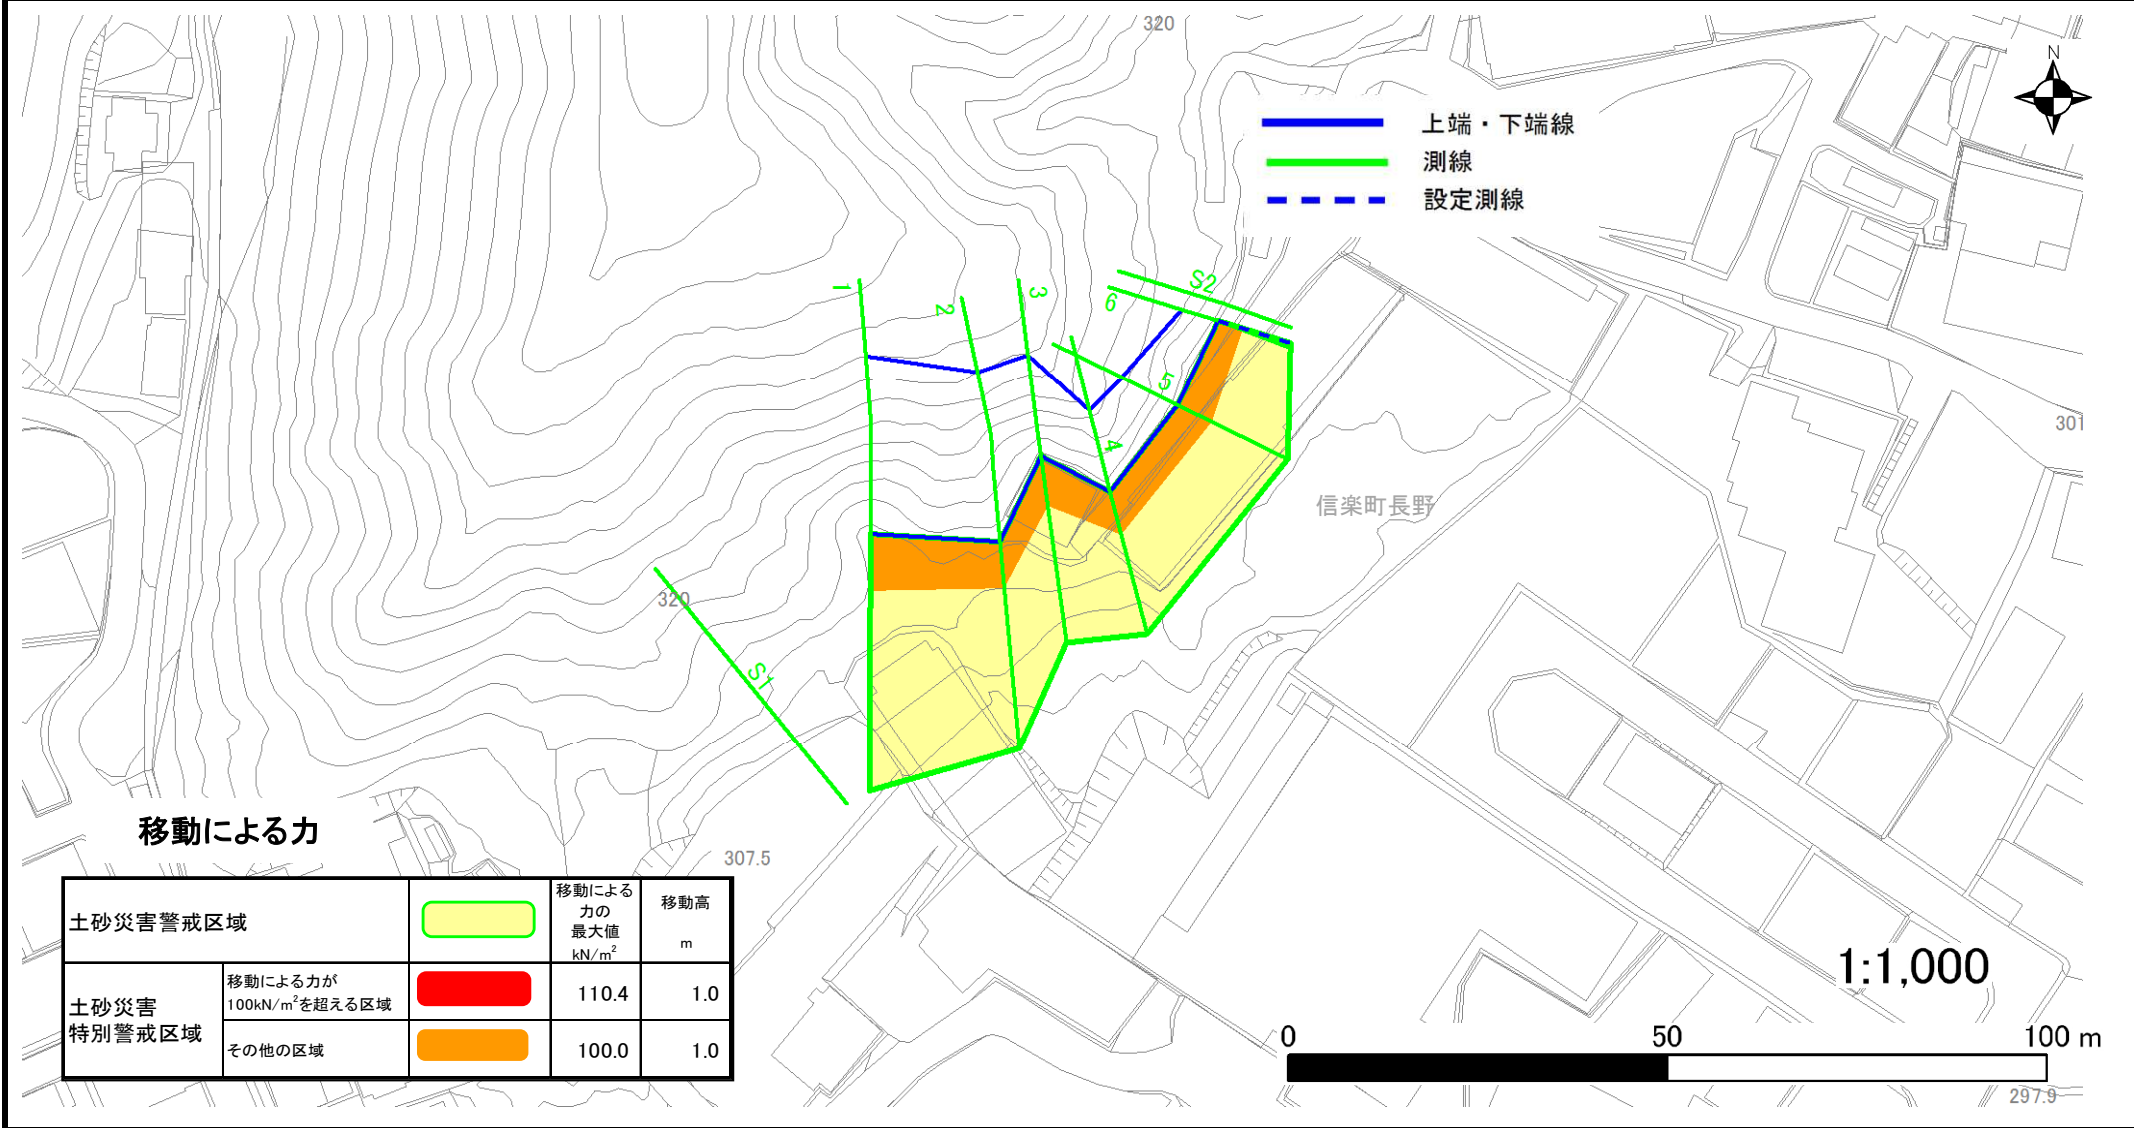 320
N
上端・下端線
測線
設定測線
1
2
3
6
S2
5
4
301
信楽町長野
320
S1
移動による力
307.5
土砂災害警戒区域
移動による
力の
最大値
kN/m²
移動高
m
土砂災害
特別警戒区域
移動による力が
100kN/m²を超える区域
110.4
1.0
その他の区域
100.0
1.0
1:1,000
0
50
100 m
297.9